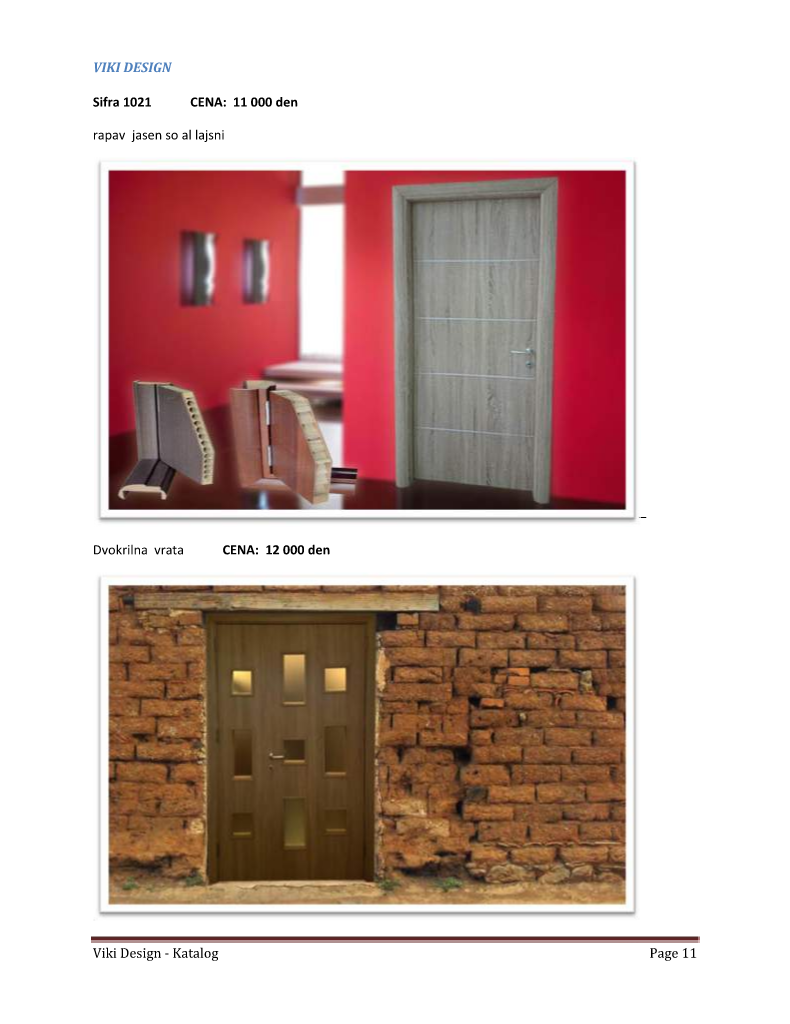 VIKI DESIGN
Sifra 1021 CENA: 11 000 den
rapav jasen so al lajsni
Dvokrilna vrata CENA: 12 000 den
Viki Design - Katalog Page 11